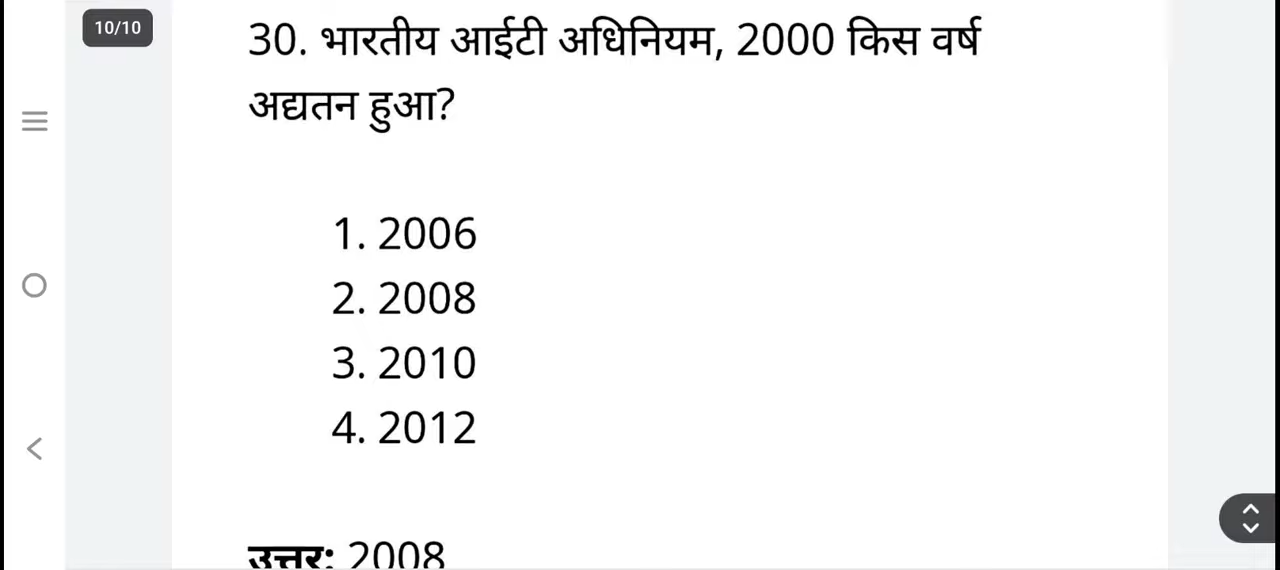 10/10
30. भारतीय आईटी अधिनियम, 2000 किस वर्ष
अद्यतन हुआ?
1. 2006
2. 2008
3. 2010
4. 2012
उत्तर: 2008